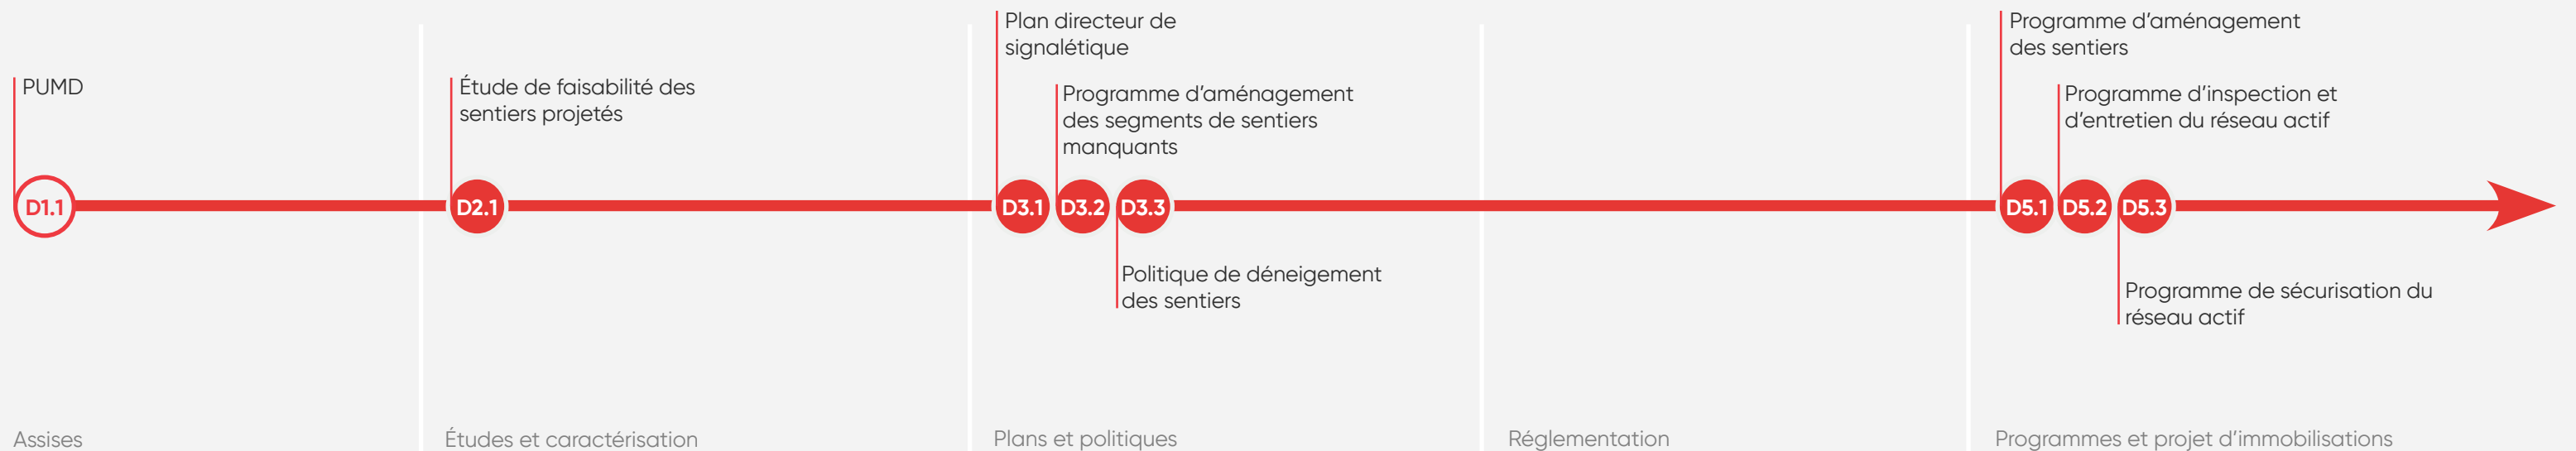 PUMD
D1.1
Assises
Étude de faisabilité des
sentiers projetés
D2.1
Études et caractérisation
Plan directeur de
signalétique
Programme d’aménagement
des segments de sentiers
manquants
D3.1
D3.2
D3.3
Politique de déneigement
des sentiers
Plans et politiques
Réglementation
Programme d’aménagement
des sentiers
Programme d’inspection et
d’entretien du réseau actif
D5.1
D5.2
D5.3
Programme de sécurisation du
réseau actif
Programmes et projet d’immobilisations